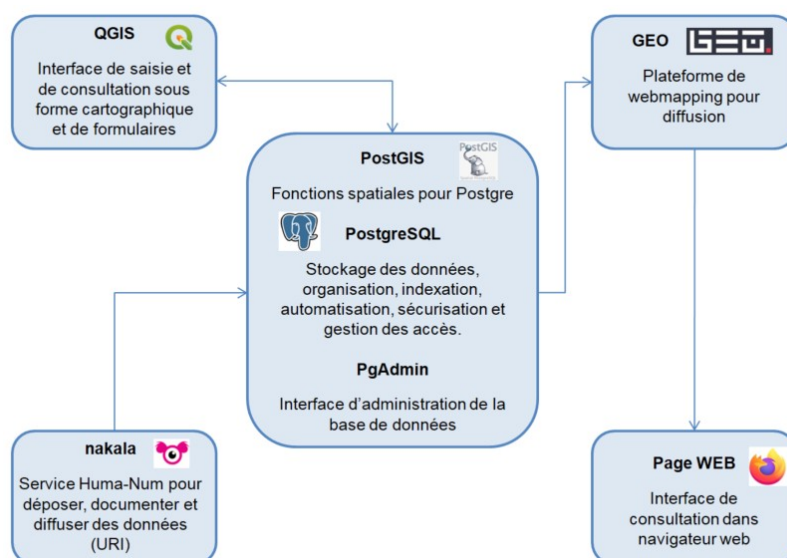 QGIS
Interface de saisie et
de consultation sous
forme cartographique
et de formulaires
GEO
Plateforme de
webmapping pour
diffusion
PostGIS
PostGIS
Fonctions spatiales pour Postgre
PostgreSQL
Stockage des données,
organisation, indexation,
automatisation, sécurisation et
gestion des accès.
PgAdmin
Interface d’administration de la
base de données
nakala
Service Huma-Num pour
déposer, documenter et
diffuser des données
(URI)
Page WEB
Interface de
consultation dans
navigateur web